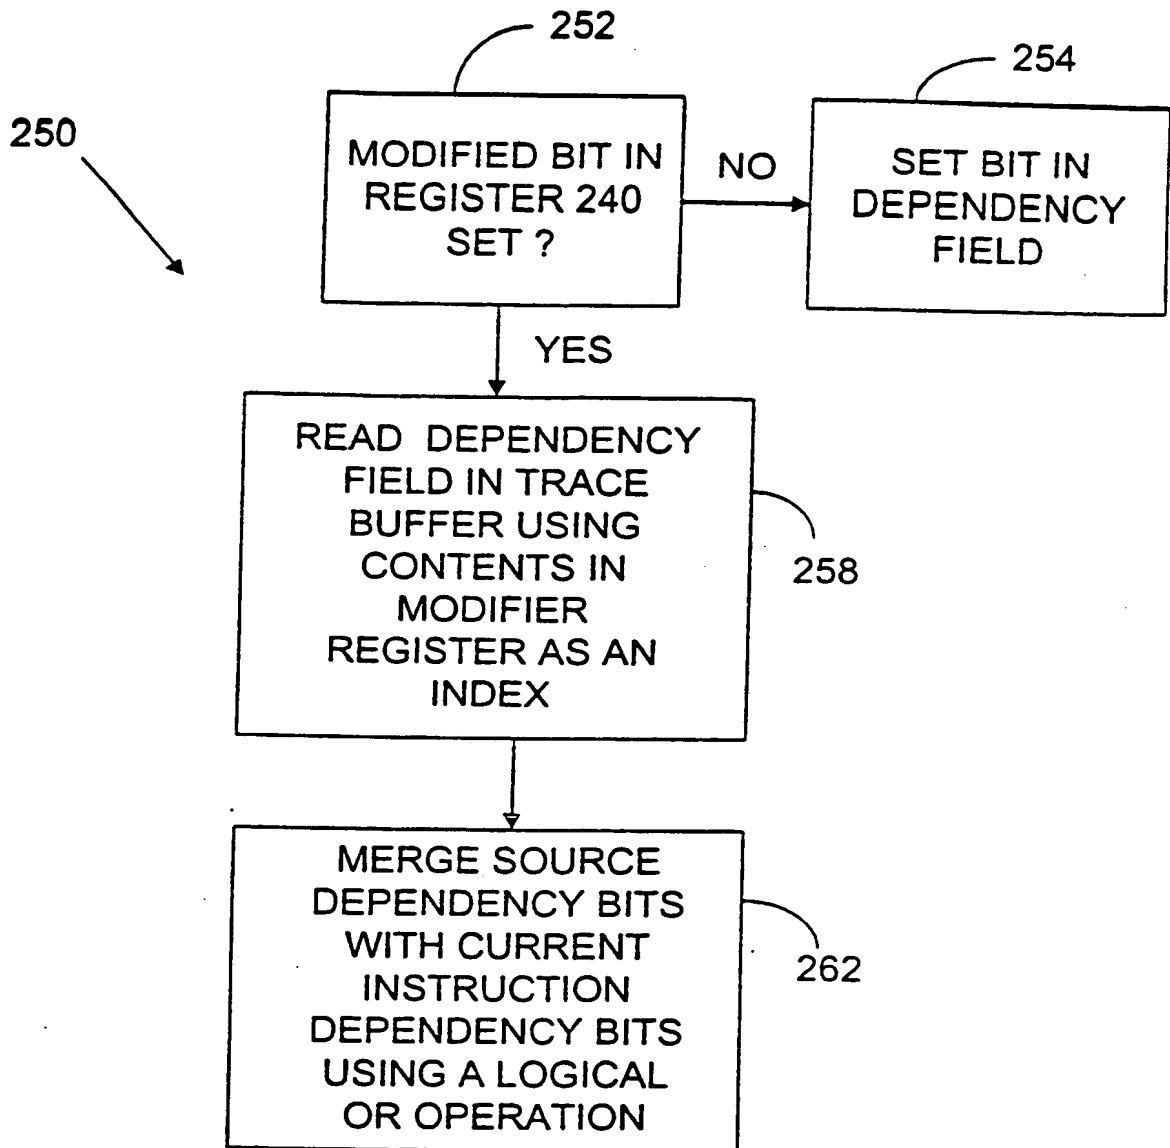 252
254
250
MODIFIED BIT IN
REGISTER 240
SET ?
NO
SET BIT IN
DEPENDENCY
FIELD
YES
READ DEPENDENCY
FIELD IN TRACE
BUFFER USING
CONTENTS IN
MODIFIER
REGISTER AS AN
INDEX
258
MERGE SOURCE
DEPENDENCY BITS
WITH CURRENT
INSTRUCTION
DEPENDENCY BITS
USING A LOGICAL
OR OPERATION
262